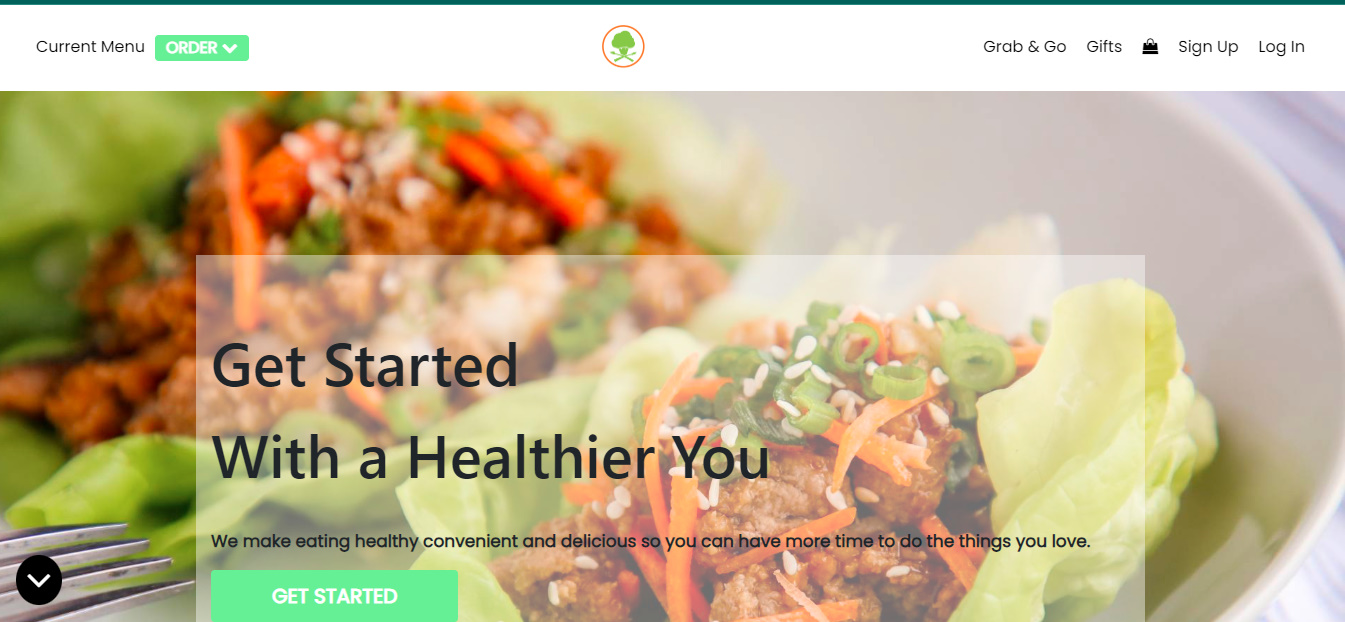 Current Menu ORDER Grab & Go Gifts Sign Up Log In
Get Started
With a Healthier You
We make eating healthy convenient and delicious so you can have more time to do the things you love.
GET STARTED